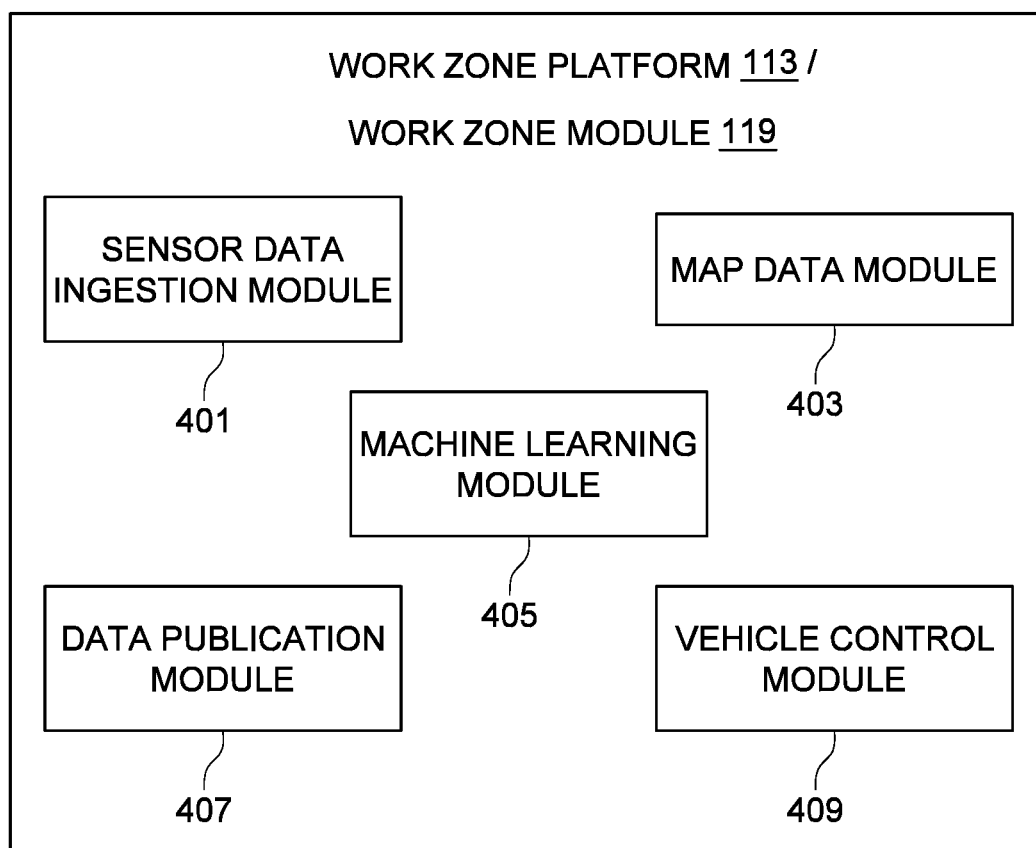 WORK ZONE PLATFORM 113 /
WORK ZONE MODULE 119
SENSOR DATA
INGESTION MODULE
401
MAP DATA MODULE
403
MACHINE LEARNING
MODULE
405
DATA PUBLICATION
MODULE
407
VEHICLE CONTROL
MODULE
409